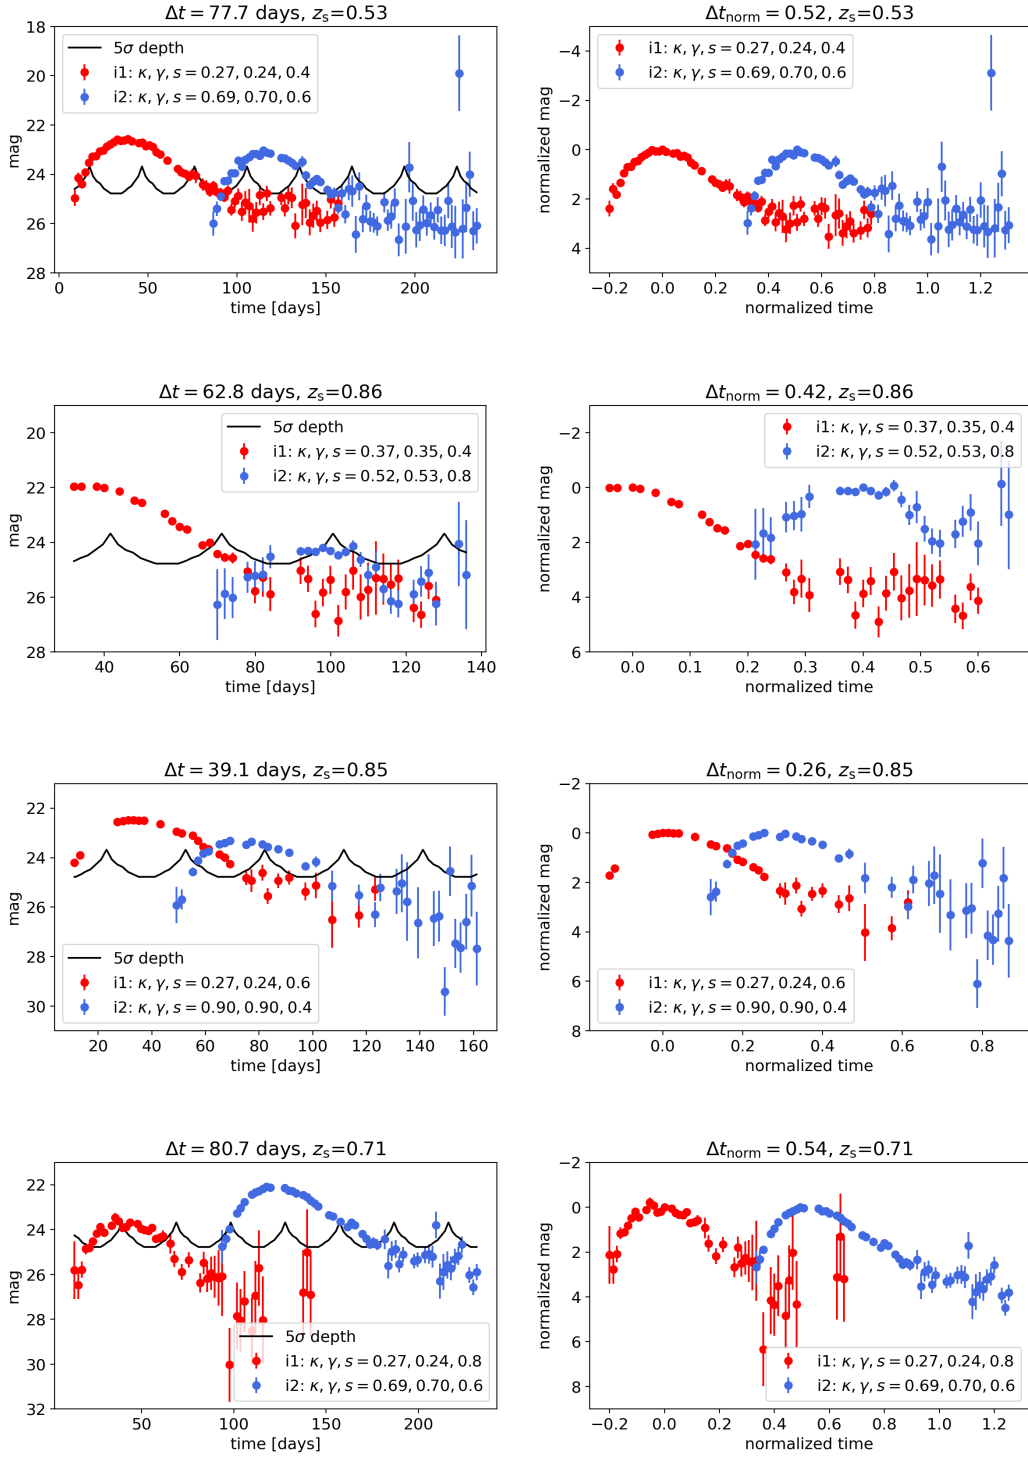 Δt = 77.7 days, zs=0.53
5σ depth
i1: κ, γ, s = 0.27, 0.24, 0.4
i2: κ, γ, s = 0.69, 0.70, 0.6
18
20
22
24
26
28
mag
0 50 100 150 200
time [days]
Δtnorm = 0.52, zs=0.53
i1: κ, γ, s = 0.27, 0.24, 0.4
i2: κ, γ, s = 0.69, 0.70, 0.6
−4
−2
0
2
4
normalized mag
−0.2 0.0 0.2 0.4 0.6 0.8 1.0 1.2
normalized time
Δt = 62.8 days, zs=0.86
5σ depth
i1: κ, γ, s = 0.37, 0.35, 0.4
i2: κ, γ, s = 0.52, 0.53, 0.8
20
22
24
26
28
mag
40 60 80 100 120 140
time [days]
Δtnorm = 0.42, zs=0.86
i1: κ, γ, s = 0.37, 0.35, 0.4
i2: κ, γ, s = 0.52, 0.53, 0.8
−2
0
2
4
6
normalized mag
0.0 0.1 0.2 0.3 0.4 0.5 0.6
normalized time
Δt = 39.1 days, zs=0.85
22
24
26
28
30
mag
5σ depth
i1: κ, γ, s = 0.27, 0.24, 0.6
i2: κ, γ, s = 0.90, 0.90, 0.4
20 40 60 80 100 120 140 160
time [days]
Δtnorm = 0.26, zs=0.85
−2
0
2
4
6
8
normalized mag
i1: κ, γ, s = 0.27, 0.24, 0.6
i2: κ, γ, s = 0.90, 0.90, 0.4
0.0 0.2 0.4 0.6 0.8
normalized time
Δt = 80.7 days, zs=0.71
22
24
26
28
30
32
mag
5σ depth
i1: κ, γ, s = 0.27, 0.24, 0.8
i2: κ, γ, s = 0.69, 0.70, 0.6
50 100 150 200
time [days]
Δtnorm = 0.54, zs=0.71
−2
0
2
4
6
8
normalized mag
i1: κ, γ, s = 0.27, 0.24, 0.8
i2: κ, γ, s = 0.69, 0.70, 0.6
−0.2 0.0 0.2 0.4 0.6 0.8 1.0 1.2
normalized time